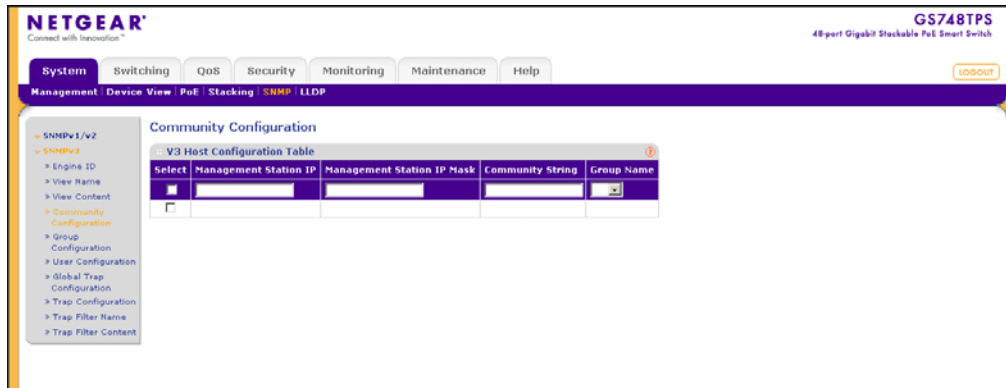 NETGEAR
Connect with Innovation™
GS748TPS
48-port Gigabit Stackable PoE Smart Switch
System Switching QoS Security Monitoring Maintenance Help
LOGOUT
Management Device View PoE Stacking SNMP LLDP
SNMPv1/v2
SNMPv3
Engine ID
View Name
View Content
Community
Configuration
Group
Configuration
User Configuration
Global Trap
Configuration
Trap Configuration
Trap Filter Name
Trap Filter Content
Community Configuration
V3 Host Configuration Table
Select Management Station IP Management Station IP Mask Community String Group Name